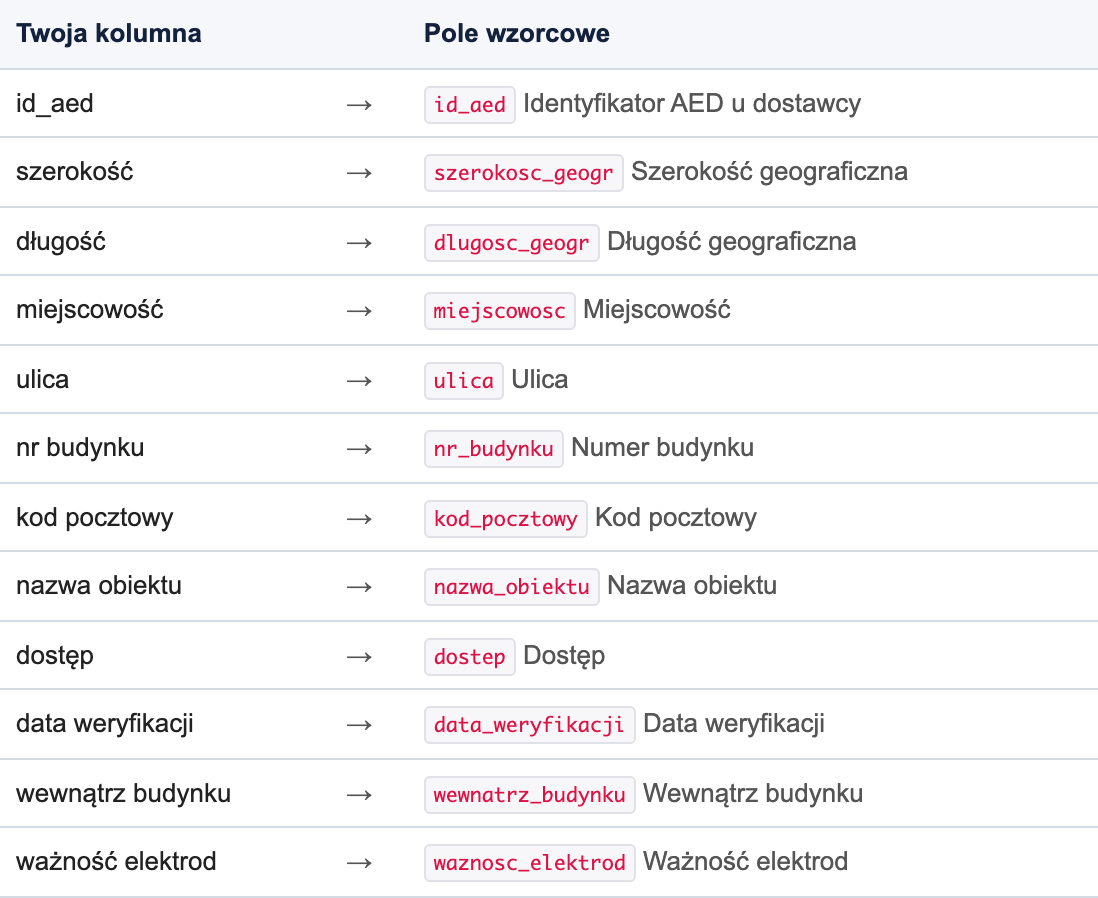 Twoja kolumna Pole wzorcowe
id_aed → id_aed Identyfikator AED u dostawcy
szerokość → szerokosc_geogr Szerokość geograficzna
długość → dlugosc_geogr Długość geograficzna
miejscowość → miejscowosc Miejscowość
ulica → ulica Ulica
nr budynku → nr_budynku Numer budynku
kod pocztowy → kod_pocztowy Kod pocztowy
nazwa obiektu → nazwa_obiektu Nazwa obiektu
dostęp → dostep Dostęp
data weryfikacji → data_weryfikacji Data weryfikacji
wewnątrz budynku → wewnatrz_budynku Wewnątrz budynku
ważność elektrod → waznosc_elektrod Ważność elektrod